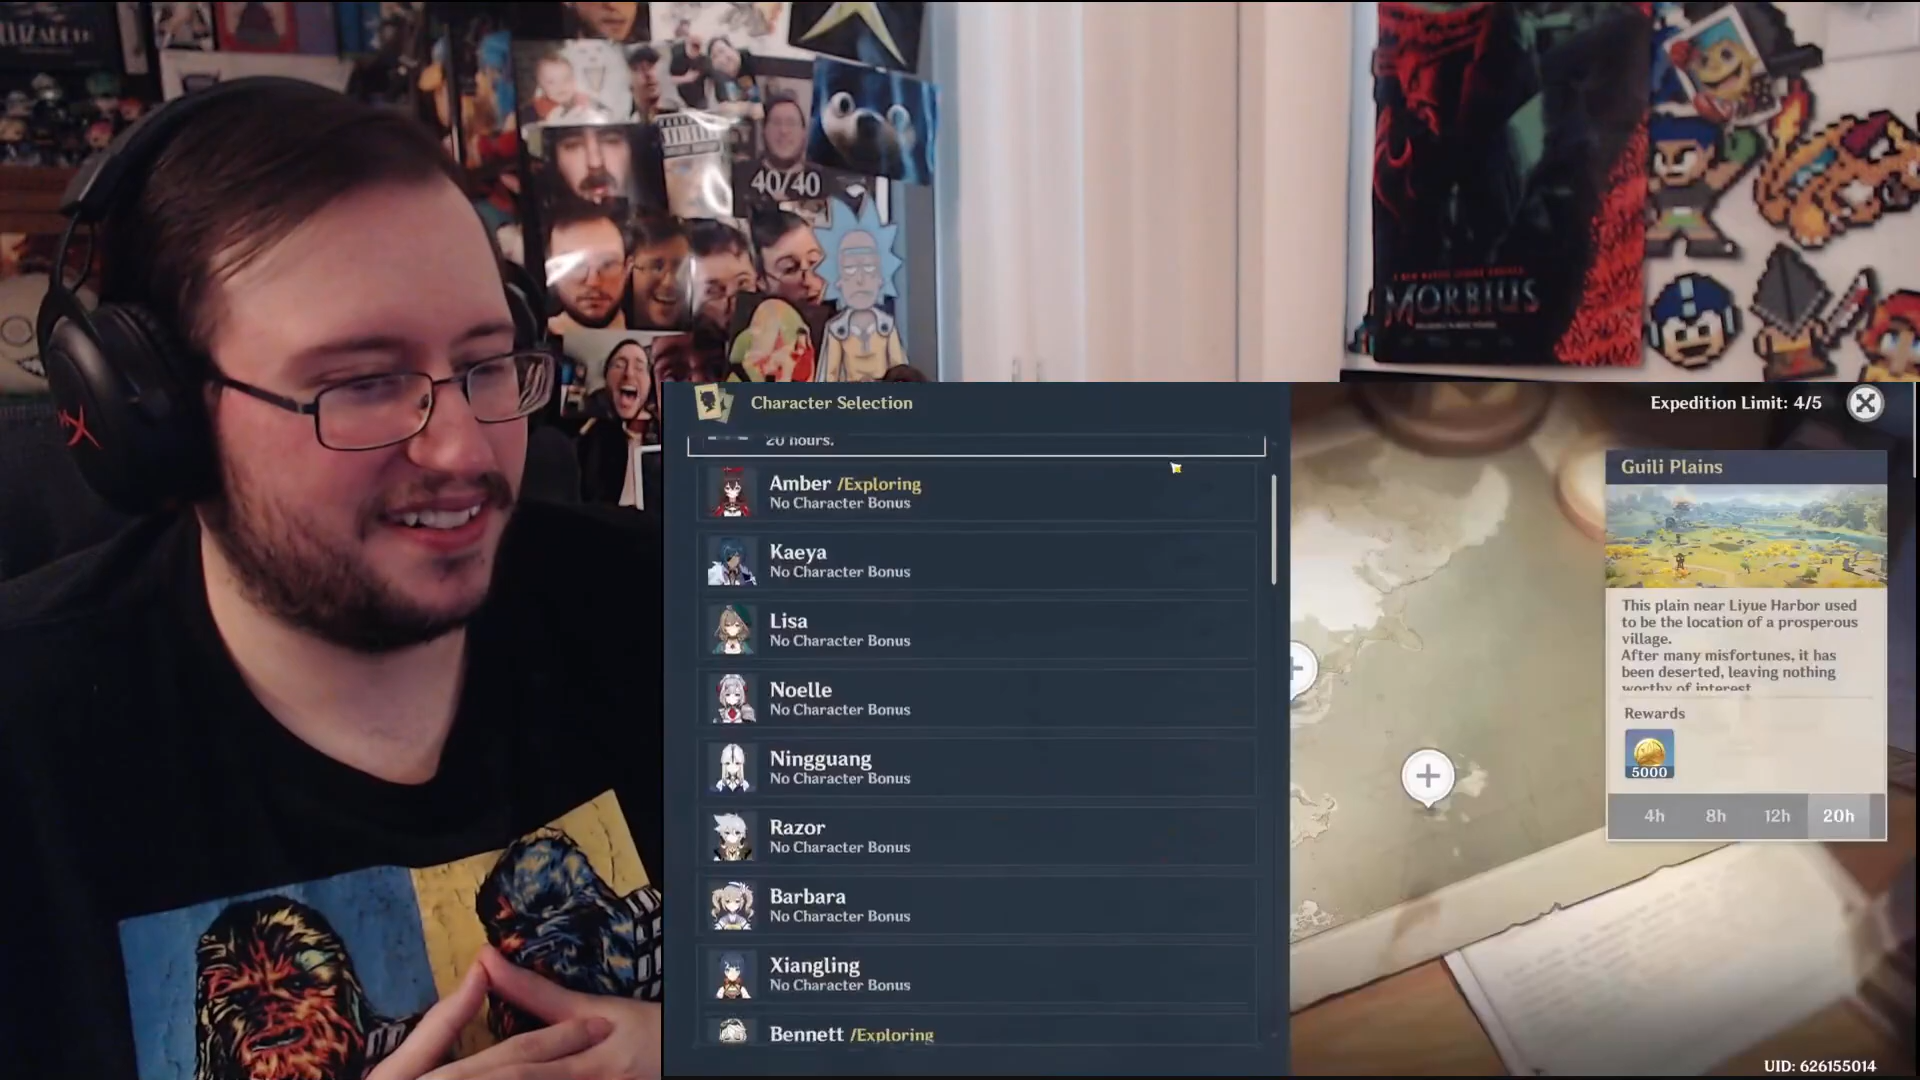 40/40
MORBIUS
Character Selection
20 hours.
Amber /Exploring
No Character Bonus
Kaeya
No Character Bonus
Lisa
No Character Bonus
Noelle
No Character Bonus
Ningguang
No Character Bonus
Razor
No Character Bonus
Barbara
No Character Bonus
Xiangling
No Character Bonus
Bennett /Exploring
Expedition Limit: 4/5
Guili Plains
This plain near Liyue Harbor used
to be the location of a prosperous
village.
After many misfortunes, it has
been deserted, leaving nothing
worthy of interest.
Rewards
5000
4h 8h 12h 20h
UID: 626155014